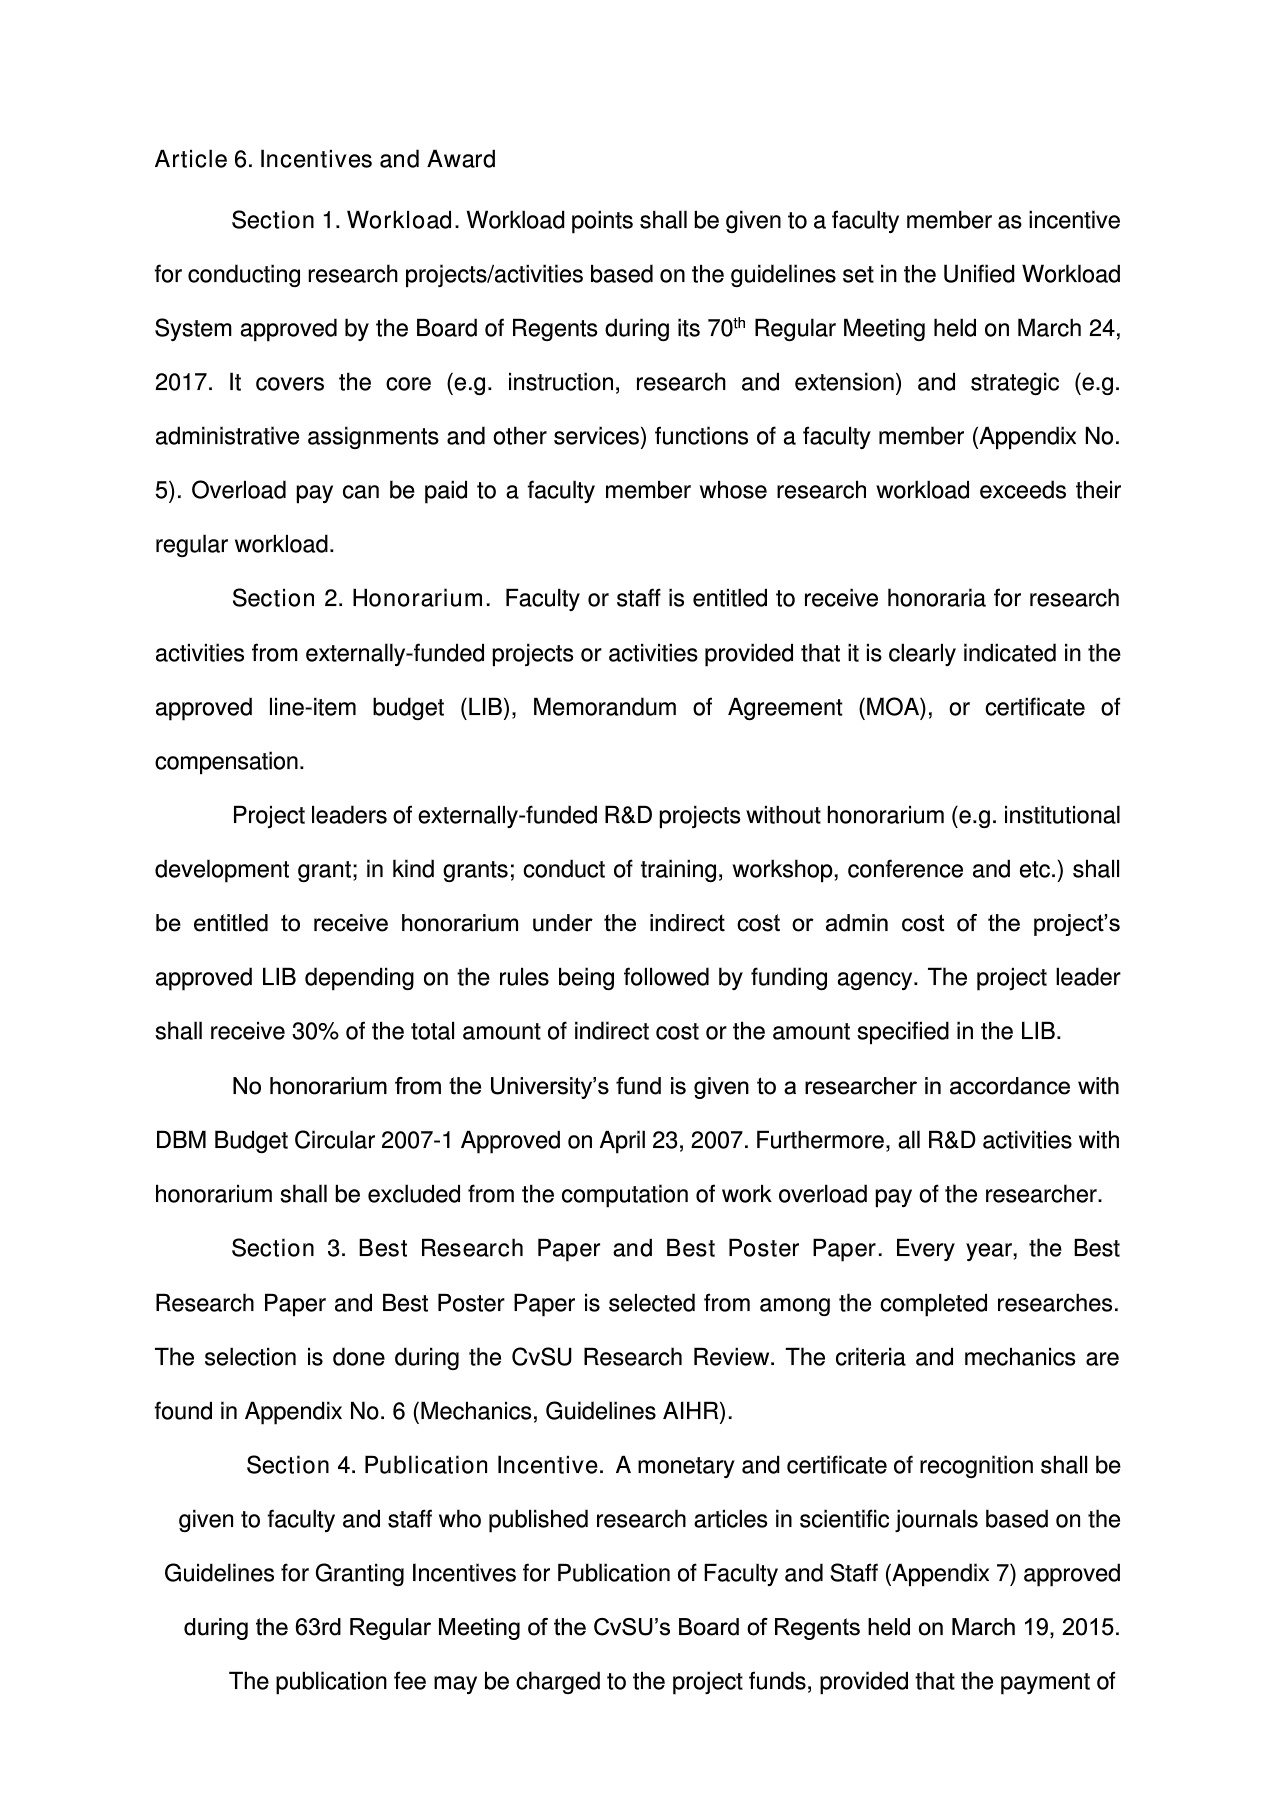 Article 6. Incentives and Award
Section 1. Workload. Workload points shall be given to a faculty member as incentive
for conducting research projects/activities based on the guidelines set in the Unified Workload
System approved by the Board of Regents during its 70th Regular Meeting held on March 24,
2017. It covers the core (e.g. instruction, research and extension) and strategic (e.g.
administrative assignments and other services) functions of a faculty member (Appendix No.
5). Overload pay can be paid to a faculty member whose research workload exceeds their
regular workload.
Section 2. Honorarium. Faculty or staff is entitled to receive honoraria for research
activities from externally-funded projects or activities provided that it is clearly indicated in the
approved line-item budget (LIB), Memorandum of Agreement (MOA), or certificate of
compensation.
Project leaders of externally-funded R&D projects without honorarium (e.g. institutional
development grant; in kind grants; conduct of training, workshop, conference and etc.) shall
be entitled to receive honorarium under the indirect cost or admin cost of the project’s
approved LIB depending on the rules being followed by funding agency. The project leader
shall receive 30% of the total amount of indirect cost or the amount specified in the LIB.
No honorarium from the University’s fund is given to a researcher in accordance with
DBM Budget Circular 2007-1 Approved on April 23, 2007. Furthermore, all R&D activities with
honorarium shall be excluded from the computation of work overload pay of the researcher.
Section 3. Best Research Paper and Best Poster Paper. Every year, the Best
Research Paper and Best Poster Paper is selected from among the completed researches.
The selection is done during the CvSU Research Review. The criteria and mechanics are
found in Appendix No. 6 (Mechanics, Guidelines AIHR).
Section 4. Publication Incentive. A monetary and certificate of recognition shall be
given to faculty and staff who published research articles in scientific journals based on the
Guidelines for Granting Incentives for Publication of Faculty and Staff (Appendix 7) approved
during the 63rd Regular Meeting of the CvSU’s Board of Regents held on March 19, 2015.
The publication fee may be charged to the project funds, provided that the payment of